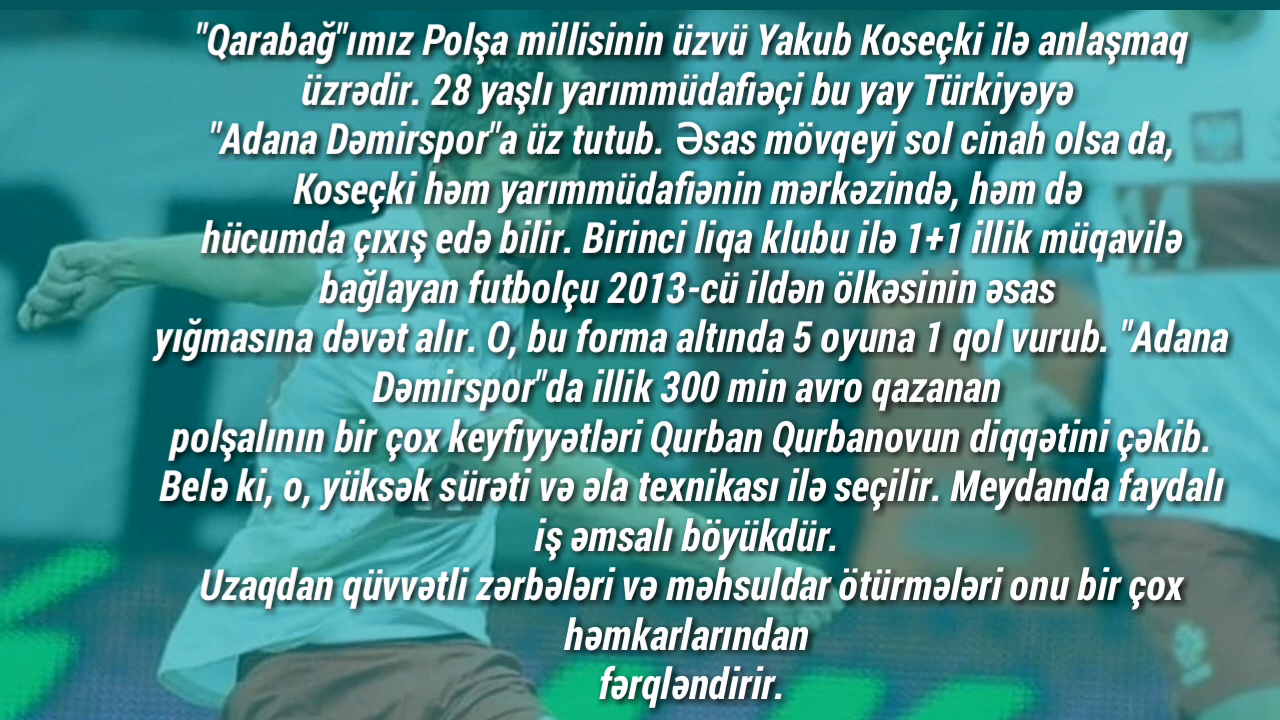 "Qarabağ"ımız Polşa millisinin üzvü Yakub Koseçki ilə anlaşmaq
üzrədir. 28 yaşlı yarımmüdafiəçi bu yay Türkiyəyə
"Adana Dəmirspor"a üz tutub. Əsas mövqeyi sol cinah olsa da,
Koseçki həm yarımmüdafiənin mərkəzində, həm də
hücumda çıxış edə bilir. Birinci liqa klubu ilə 1+1 illik müqavilə
bağlayan futbolçu 2013-cü ildən ölkəsinin əsas
yığmasına dəvət alır. O, bu forma altında 5 oyuna 1 qol vurub. "Adana
Dəmirspor"da illik 300 min avro qazanan
polşalının bir çox keyfiyyətləri Qurban Qurbanovun diqqətini çəkib.
Belə ki, o, yüksək sürəti və əla texnikası ilə seçilir. Meydanda faydalı
iş əmsalı böyükdür.
Uzaqdan qüvvətli zərbələri və məhsuldar ötürmələri onu bir çox
həmkarlarından
fərqləndirir.